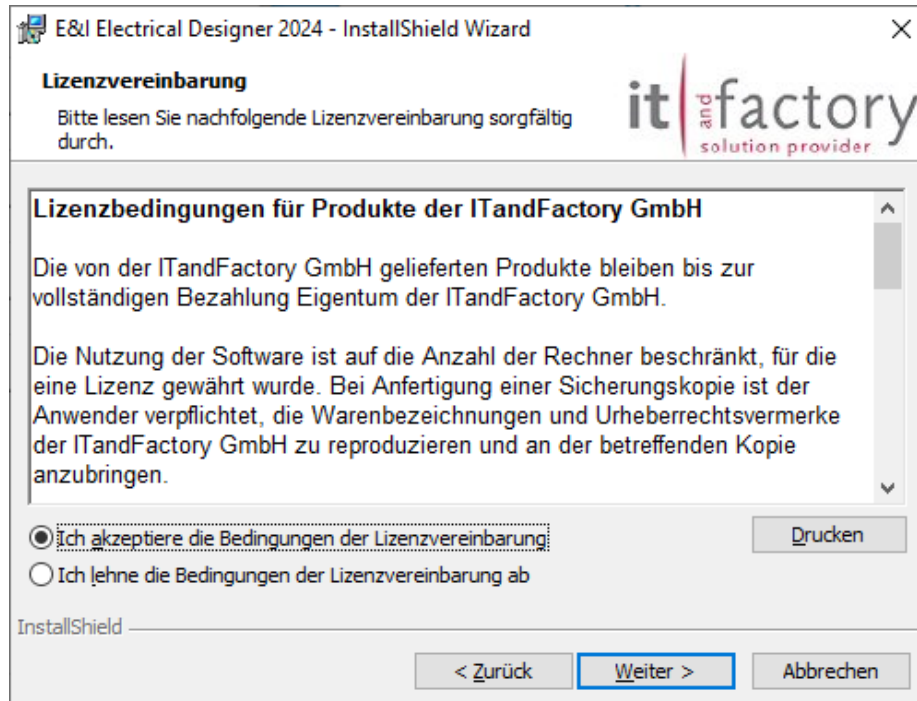 E&I Electrical Designer 2024 - InstallShield Wizard
Lizenzvereinbarung
Bitte lesen Sie nachfolgende Lizenzvereinbarung sorgfältig
durch.
it and factory
solution provider
Lizenzbedingungen für Produkte der ITandFactory GmbH
Die von der ITandFactory GmbH gelieferten Produkte bleiben bis zur
vollständigen Bezahlung Eigentum der ITandFactory GmbH.
Die Nutzung der Software ist auf die Anzahl der Rechner beschränkt, für die
eine Lizenz gewährt wurde. Bei Anfertigung einer Sicherungskopie ist der
Anwender verpflichtet, die Warenbezeichnungen und Urheberrechtsvermerke
der ITandFactory GmbH zu reproduzieren und an der betreffenden Kopie
anzubringen.
Ich akzeptiere die Bedingungen der Lizenzvereinbarung
Drucken
Ich lehne die Bedingungen der Lizenzvereinbarung ab
InstallShield
< Zurück
Weiter >
Abbrechen